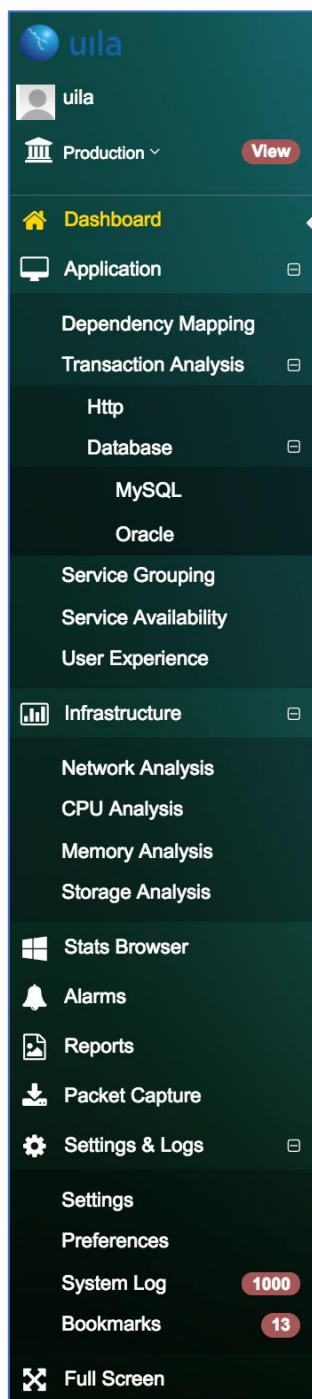 uila
uila
Production View
Dashboard
Application
Dependency Mapping
Transaction Analysis
Http
Database
MySQL
Oracle
Service Grouping
Service Availability
User Experience
Infrastructure
Network Analysis
CPU Analysis
Memory Analysis
Storage Analysis
Stats Browser
Alarms
Reports
Packet Capture
Settings & Logs
Settings
Preferences
System Log 1000
Bookmarks 13
Full Screen